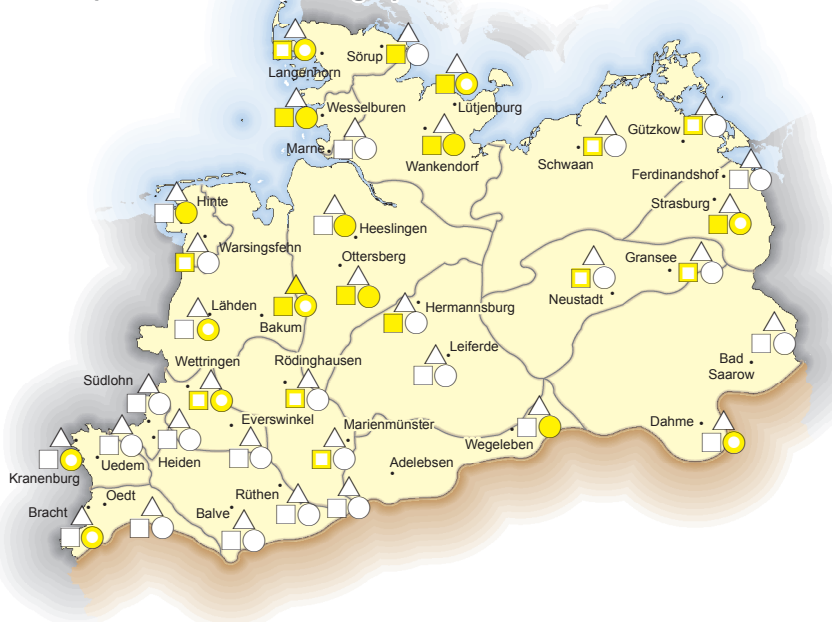 Sörup
Langenhorn
Wesselburen
Lütjenburg
Marne
Wankendorf
Gützkow
Schwaan
Ferdinandshof
Hinte
Strasburg
Heeslingen
Warsingsfehn
Ottersberg
Gransee
Neustadt
Lähden
Hermannsburg
Bakum
Leiferde
Wettringen
Rödinghausen
Bad
Saarow
Südlohn
Everswinkel
Marienmünster
Dahme
Wegeleben
Heiden
Uedem
Adelebsen
Kranenburg
Oedt
Rüthen
Bracht
Balve